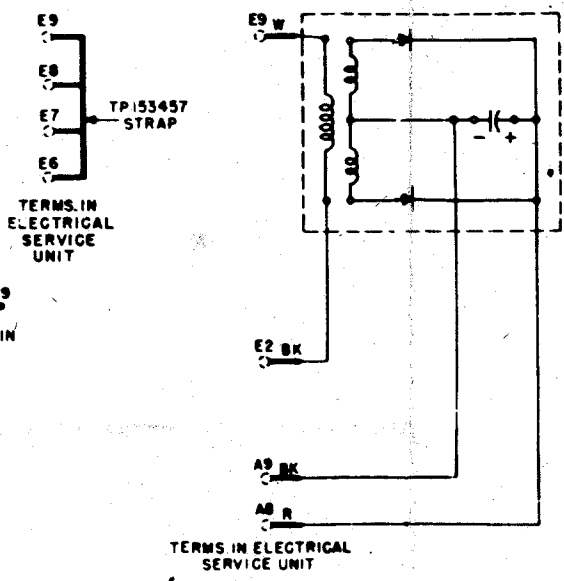 E9
E8
E7
E6
TP153457
STRAP
TERMS. IN
ELECTRICAL
SERVICE
UNIT
9
IN
E9 W
- +
E2 BK
A9 BK
A8 R
TERMS. IN ELECTRICAL
SERVICE UNIT